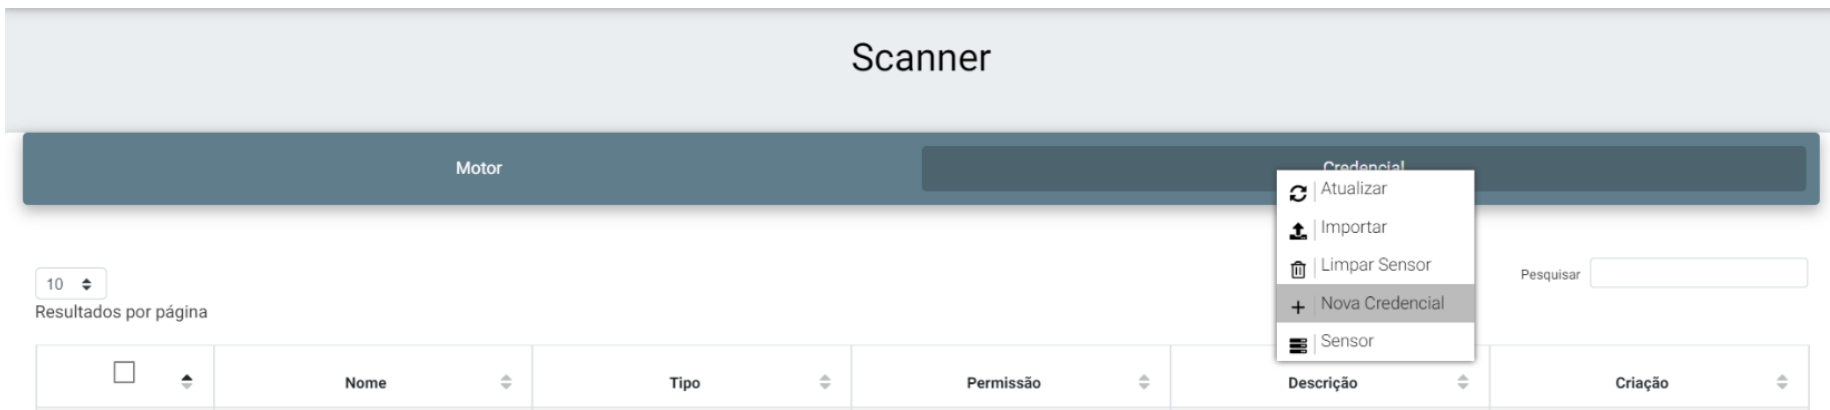 Scanner
Motor
Credencial
Atualizar
Importar
Limpar Sensor
Nova Credencial
Sensor
10
Resultados por página
Pesquisar
Nome Tipo Permissão Descrição Criação